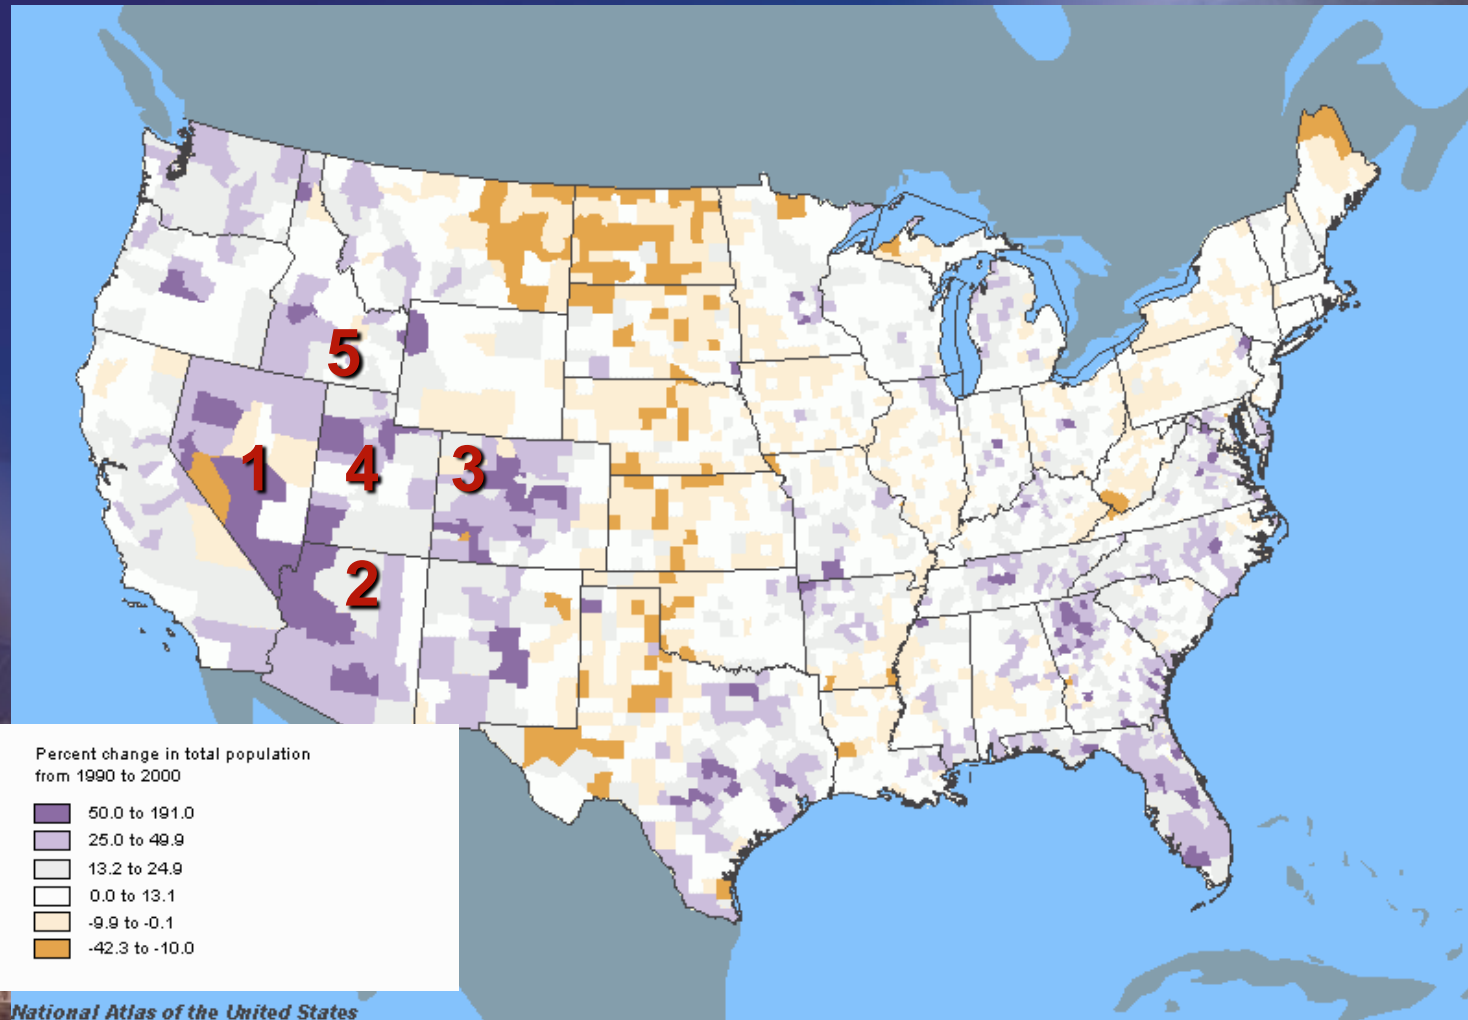 5
1
4
3
2
Percent change in total population
from 1990 to 2000
50.0 to 191.0
25.0 to 49.9
13.2 to 24.9
0.0 to 13.1
-9.9 to -0.1
-42.3 to -10.0
National Atlas of the United States